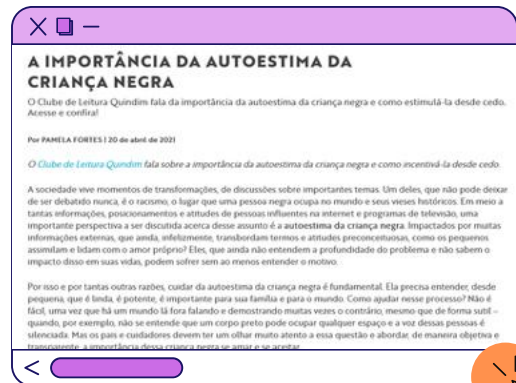 A IMPORTÂNCIA DA AUTOESTIMA DA
CRIANÇA NEGRA
O Clube de Leitura Quindim fala da importância da autoestima da criança negra e como estimulá-la desde cedo.
Acesse e confira!
Por PAMELA FORTES | 20 de abril de 2021
O Clube de Leitura Quindim fala sobre a importância da autoestima da criança negra e como incentivá-la desde cedo.
A sociedade vive momentos de transformações, de discussões sobre importantes temas. Um deles, que não pode deixar
de ser debatido nunca, é o racismo, o lugar que uma pessoa negra ocupa no mundo e seus vieses históricos. Em meio a
tantas informações, posicionamentos e atitudes de pessoas influentes na internet e programas de televisão, uma
importante perspectiva a ser discutida acerca desse assunto é a autoestima da criança negra. Impactados por muitas
informações externas, que ainda, infelizmente, transbordam termos e atitudes preconceituosas, como os pequenos
assimilam e lidam com o amor próprio? Eles, que ainda não entendem a profundidade do problema e não sabem o
impacto disso em suas vidas, podem sofrer sem ao menos entender o motivo.
Por isso e por tantas outras razões, cuidar da autoestima da criança negra é fundamental. Ela precisa entender, desde
pequena, que é linda, é potente, é importante para sua família e para o mundo. Como ajudar nesse processo? Não é
fácil, uma vez que há um mundo lá fora falando e demostrando muitas vezes o contrário, mesmo que de forma sutil –
quando, por exemplo, não se entende que um corpo preto pode ocupar qualquer espaço e a voz dessas pessoas é
silenciada. Mas os pais e cuidadores devem ter um olhar muito atento a essa questão e abordar, de maneira objetiva e
transparente, a importância dessa criança negra se amar e se aceitar.